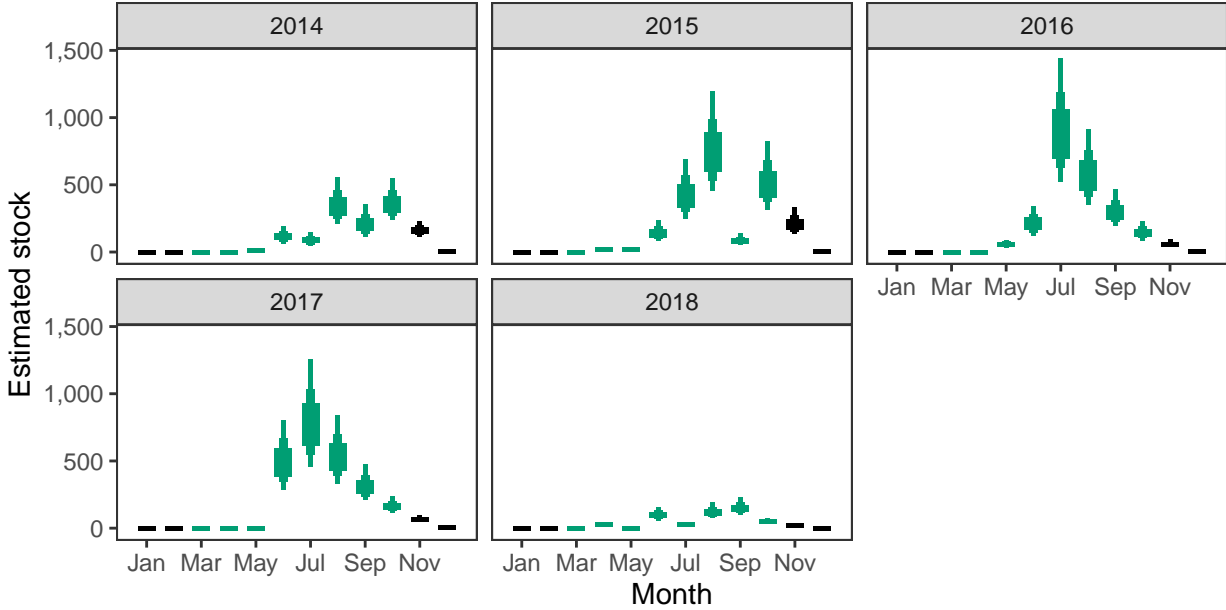 2014 2015 2016
1,500
1,000
500
0
Jan Mar May Jul Sep Nov
2017 2018
1,500
1,000
500
0
Jan Mar May Jul Sep Nov Jan Mar May Jul Sep Nov
Month
Estimated stock